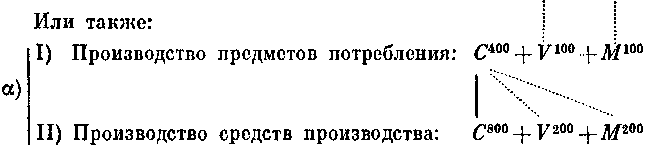 Или также:
I) Производство предметов потребления: C⁴⁰⁰ + V¹⁰⁰ + M¹⁰⁰
α)
II) Производство средств производства: C⁸⁰⁰ + V²⁰⁰ + M²⁰⁰